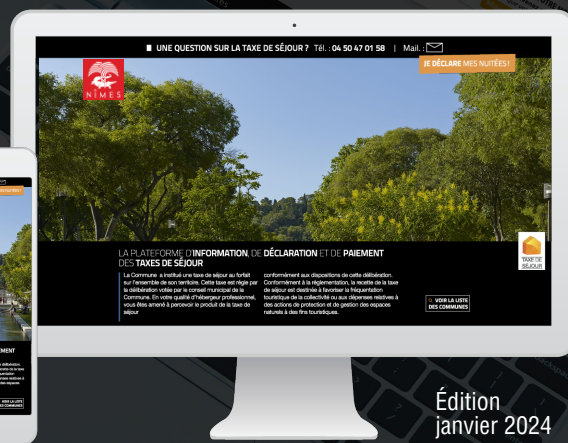 UNE QUESTION SUR LA TAXE DE SÉJOUR ? Tél. : 04 50 47 01 58 | Mail. :
JE DÉCLARE MES NUITÉES !
NÎMES
LA PLATEFORME D'INFORMATION, DE DÉCLARATION ET DE PAIEMENT
DES TAXES DE SÉJOUR
La Commune a institué une taxe de séjour au forfait
sur l'ensemble de son territoire. Cette taxe est régie par
la délibération votée par le conseil municipal de la
Commune. En votre qualité d'hébergeur professionnel,
vous êtes amené à percevoir le produit de la taxe de
séjour
conformément aux dispositions de cette délibération.
Conformément à la réglementation, la recette de la taxe
de séjour est destinée à favoriser la fréquentation
touristique de la collectivité ou aux dépenses relatives à
des actions de protection et de gestion des espaces
naturels à des fins touristiques.
TAXE DE
SÉJOUR
VOIR LA LISTE
DES COMMUNES
Édition
janvier 2024